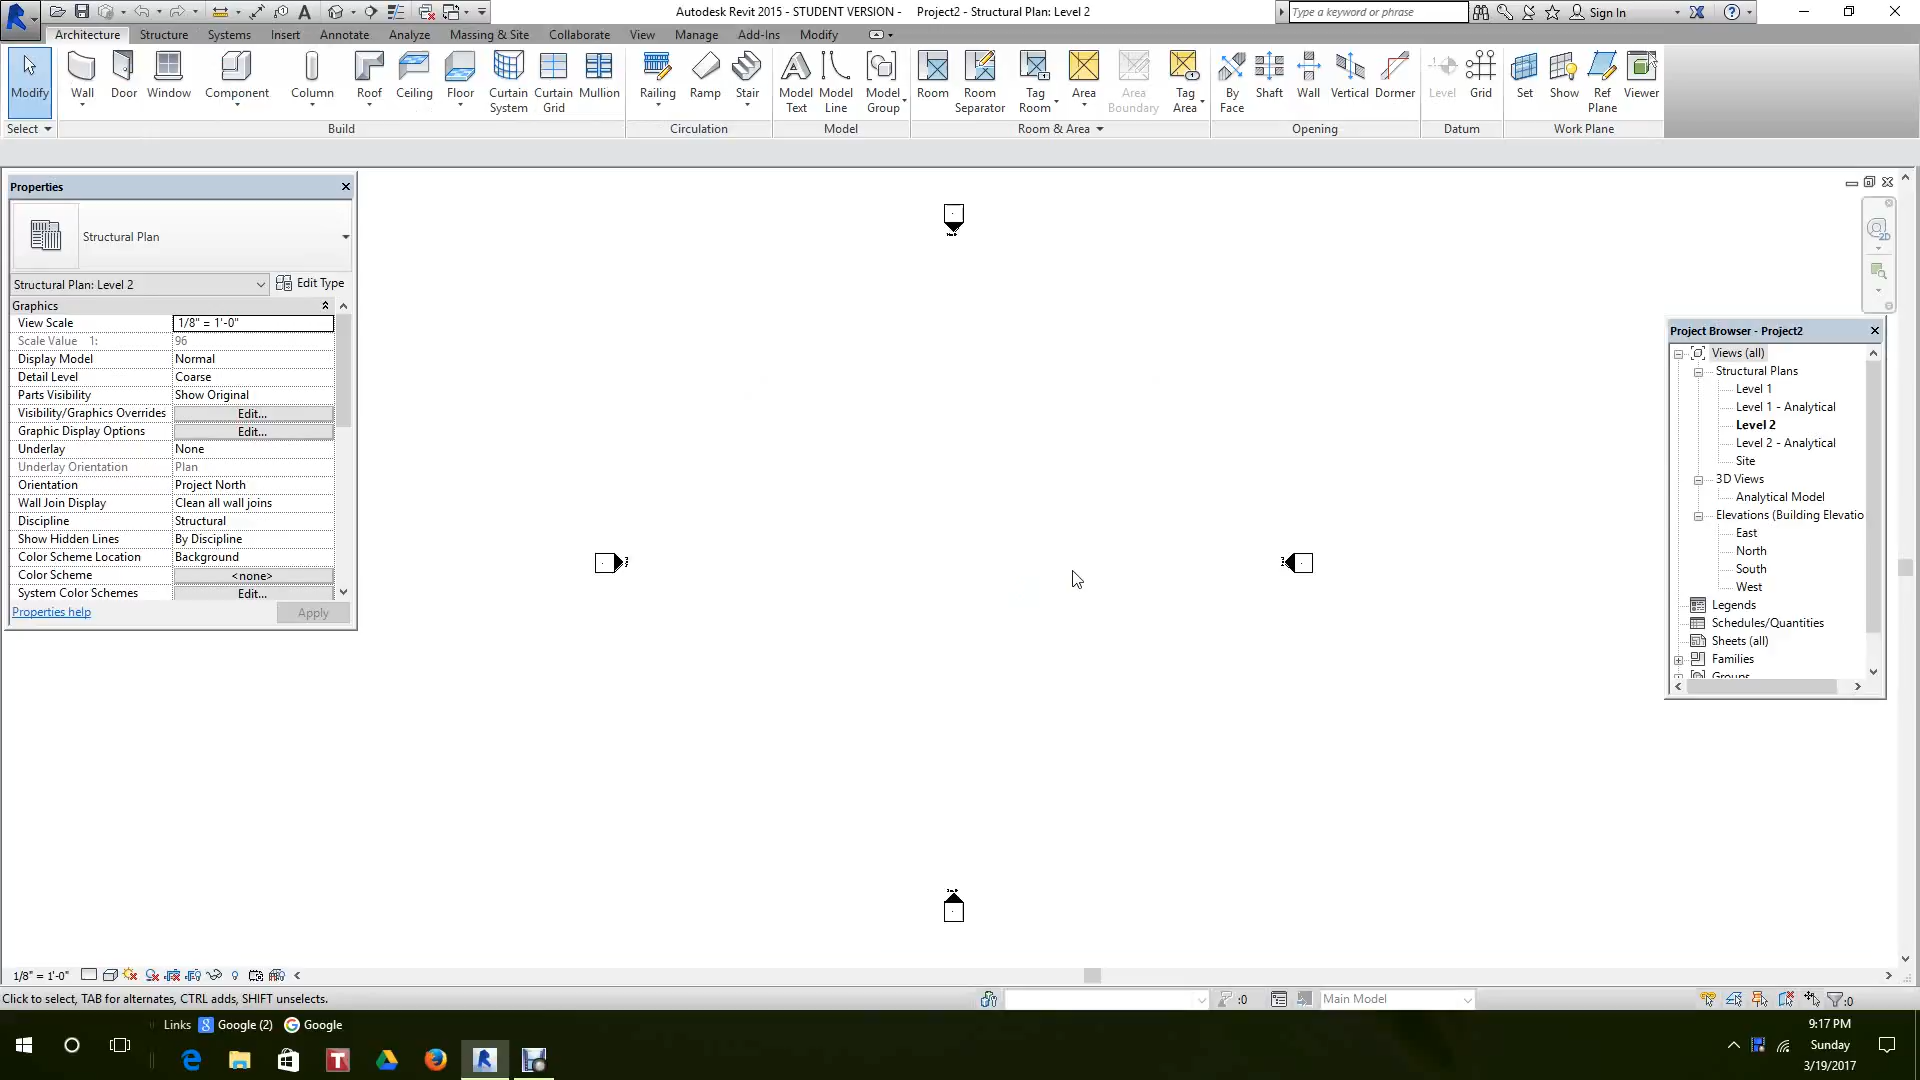 Autodesk Revit 2015 - STUDENT VERSION - Project2 - Structural Plan: Level 2
Type a keyword or phrase
Sign In
Architecture Structure Systems Insert Annotate Analyze Massing & Site Collaborate View Manage Add-Ins Modify
Modify Wall Door Window Component Column Roof Ceiling Floor Curtain System Curtain Grid Mullion Railing Ramp Stair Model Text Model Line Model Group Room Room Separator Tag Room Area Area Boundary Tag Area By Face Shaft Wall Vertical Dormer Level Grid Set Show Ref Plane Viewer
Select Build Circulation Model Room & Area Opening Datum Work Plane
Properties
Structural Plan
Structural Plan: Level 2 Edit Type
Graphics
View Scale 1/8" = 1'-0"
Scale Value 1: 96
Display Model Normal
Detail Level Coarse
Parts Visibility Show Original
Visibility/Graphics Overrides Edit...
Graphic Display Options Edit...
Underlay None
Underlay Orientation Plan
Orientation Project North
Wall Join Display Clean all wall joins
Discipline Structural
Show Hidden Lines By Discipline
Color Scheme Location Background
Color Scheme <none>
System Color Schemes Edit...
Properties help Apply
2D
Project Browser - Project2
Views (all)
Structural Plans
Level 1
Level 1 - Analytical
Level 2
Level 2 - Analytical
Site
3D Views
Analytical Model
Elevations (Building Elevatio
East
North
South
West
Legends
Schedules/Quantities
Sheets (all)
Families
Groups
1/8" = 1'-0"
Click to select, TAB for alternates, CTRL adds, SHIFT unselects.
:0
Main Model
:0
Links Google (2) Google
9:17 PM
Sunday
3/19/2017